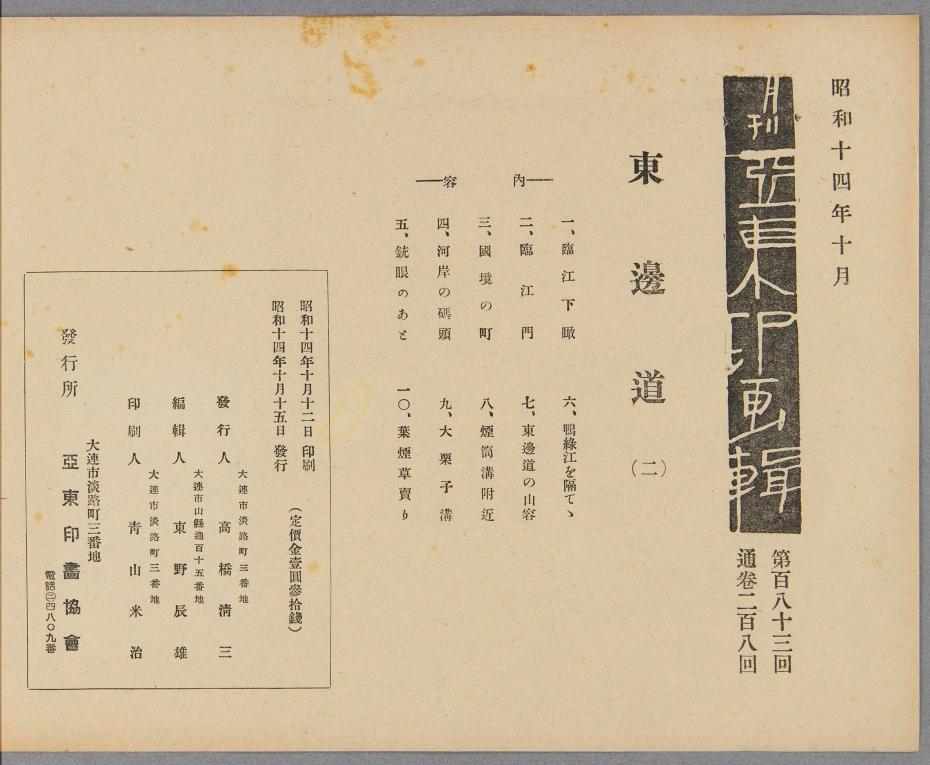 昭和十四年十月
月刊
亞東印画輯
第百八十三回
通卷二百八回
東邊道(二)
內容
一、臨江下瞰
二、臨江門
三、國境の町
四、河岸の碼頭
五、銃眼のあと
六、鴨綠江を隔てゝ
七、東邊道の山容
八、煙筒溝附近
九、大栗子溝
一〇、葉煙草賣り
昭和十四年十月十二日 印刷
昭和十四年十月十五日 發行
(定價金壹圓參拾錢)
大連市淡路町三番地
發行人 高橋淸三
大連市山縣通百十五番地
編輯人 東野辰雄
大連市淡路町三番地
印刷人 靑山米治
大連市淡路町三番地
發行所 亞東印畫協會
電話㊁四八〇九番